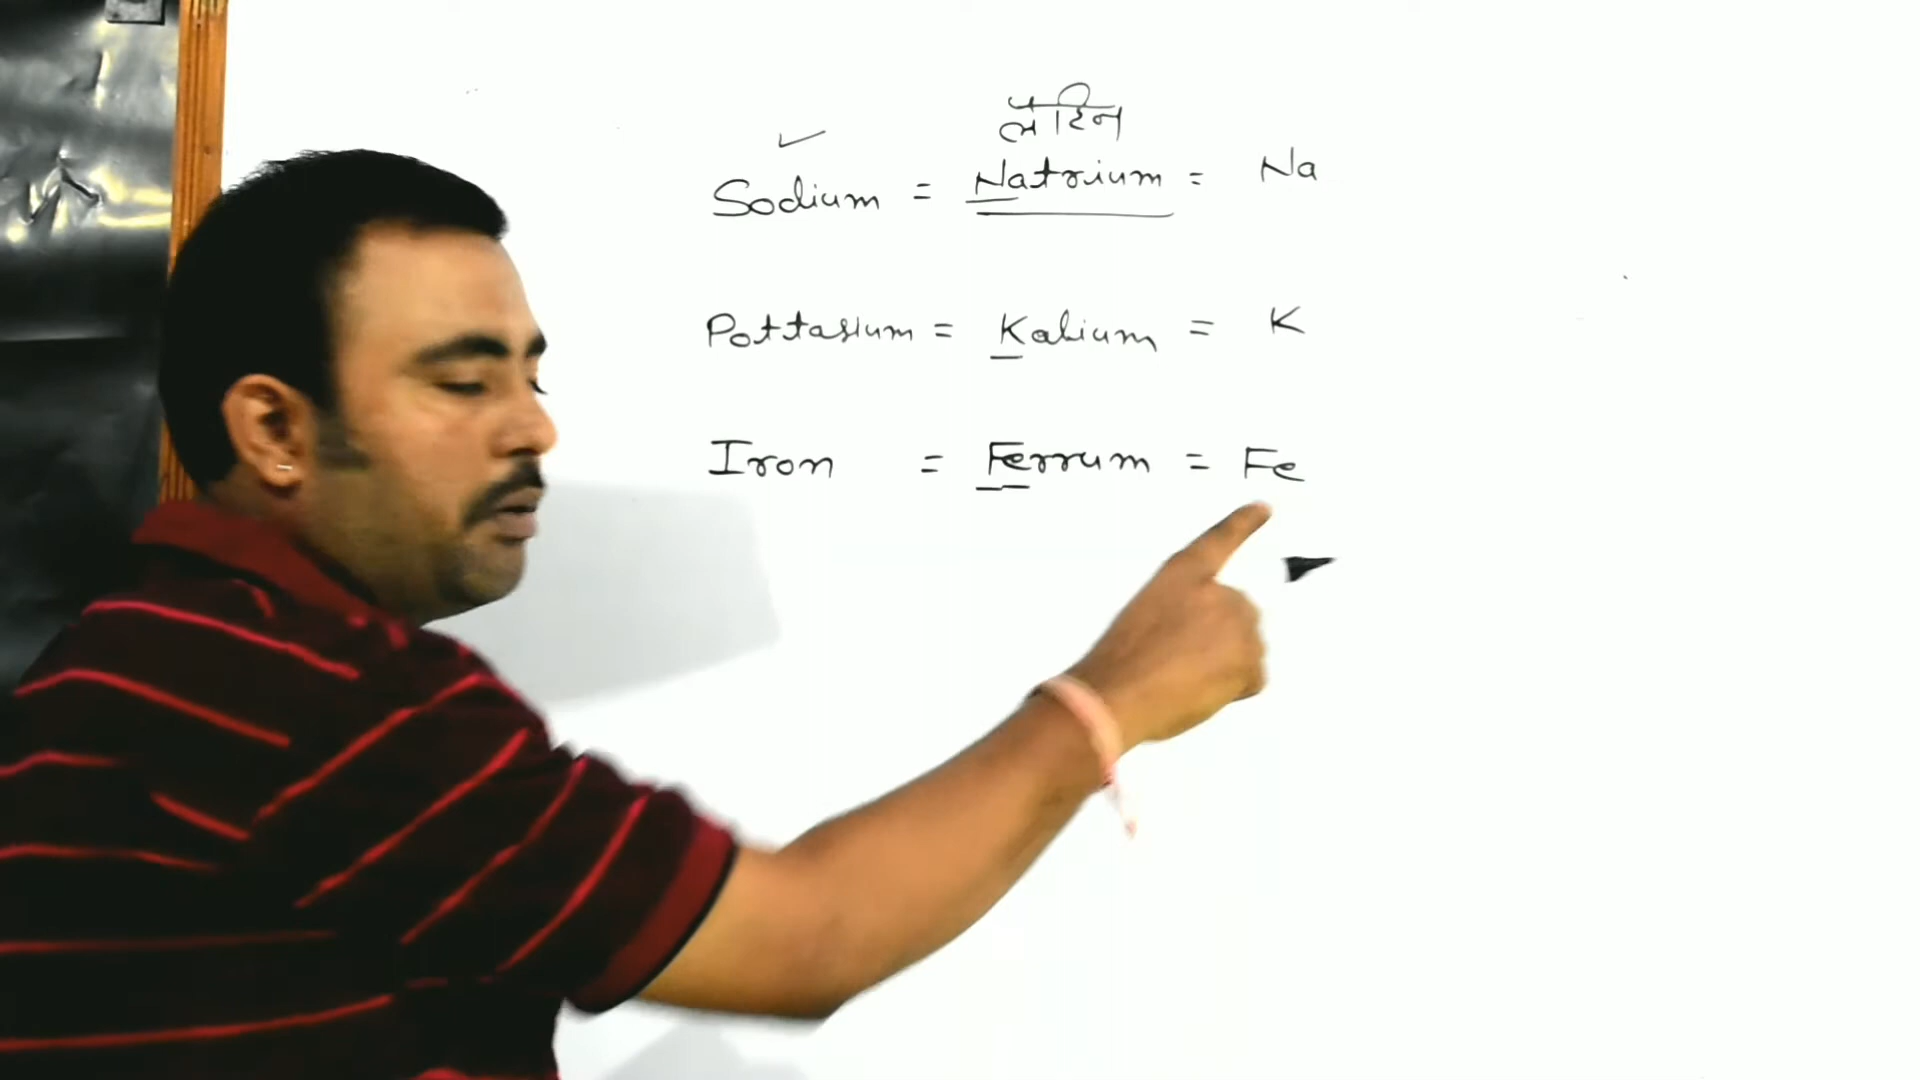 लैटिन
Sodium = Natrium = Na
Pottasium = Kalium = K
Iron = Ferrum = Fe